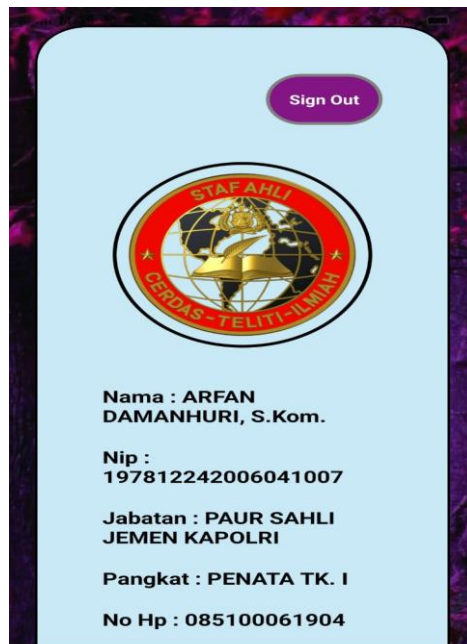 Sign Out
STAF AHLI
CERDAS - TELITI - ILMIAH
Nama : ARFAN
DAMANHURI, S.Kom.
Nip :
197812242006041007
Jabatan : PAUR SAHLI
JEMEN KAPOLRI
Pangkat : PENATA TK. I
No Hp : 085100061904